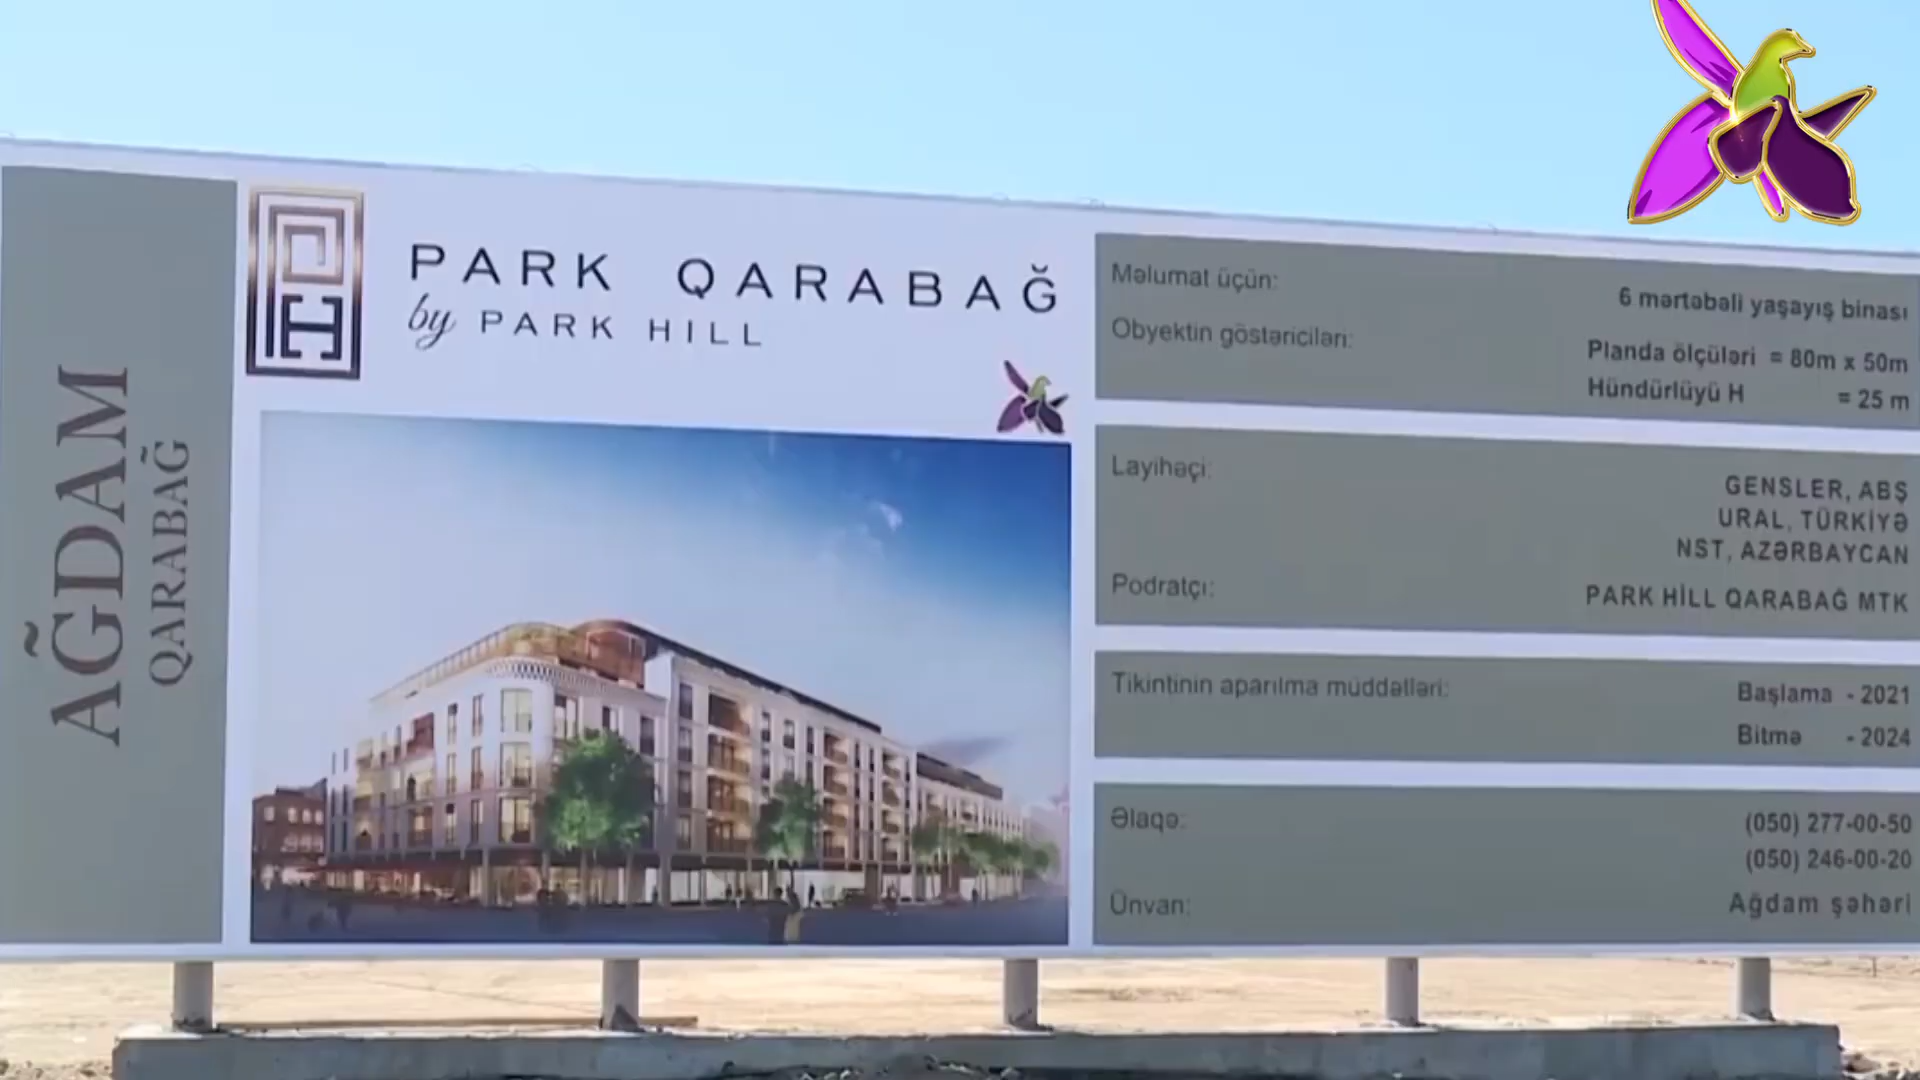 AĞDAM
QARABAĞ
PARK QARABAĞ
by PARK HILL
Məlumat üçün:
6 mərtəbəli yaşayış binası
Obyektin göstəriciləri:
Planda ölçüləri = 80m x 50m
Hündürlüyü H = 25 m
Layihəçi:
GENSLER, ABŞ
URAL, TÜRKİYƏ
NST, AZƏRBAYCAN
Podratçı:
PARK HİLL QARABAĞ MTK
Tikintinin aparılma müddətləri:
Başlama - 2021
Bitmə - 2024
Əlaqə:
(050) 277-00-50
(050) 246-00-20
Ünvan:
Ağdam şəhəri